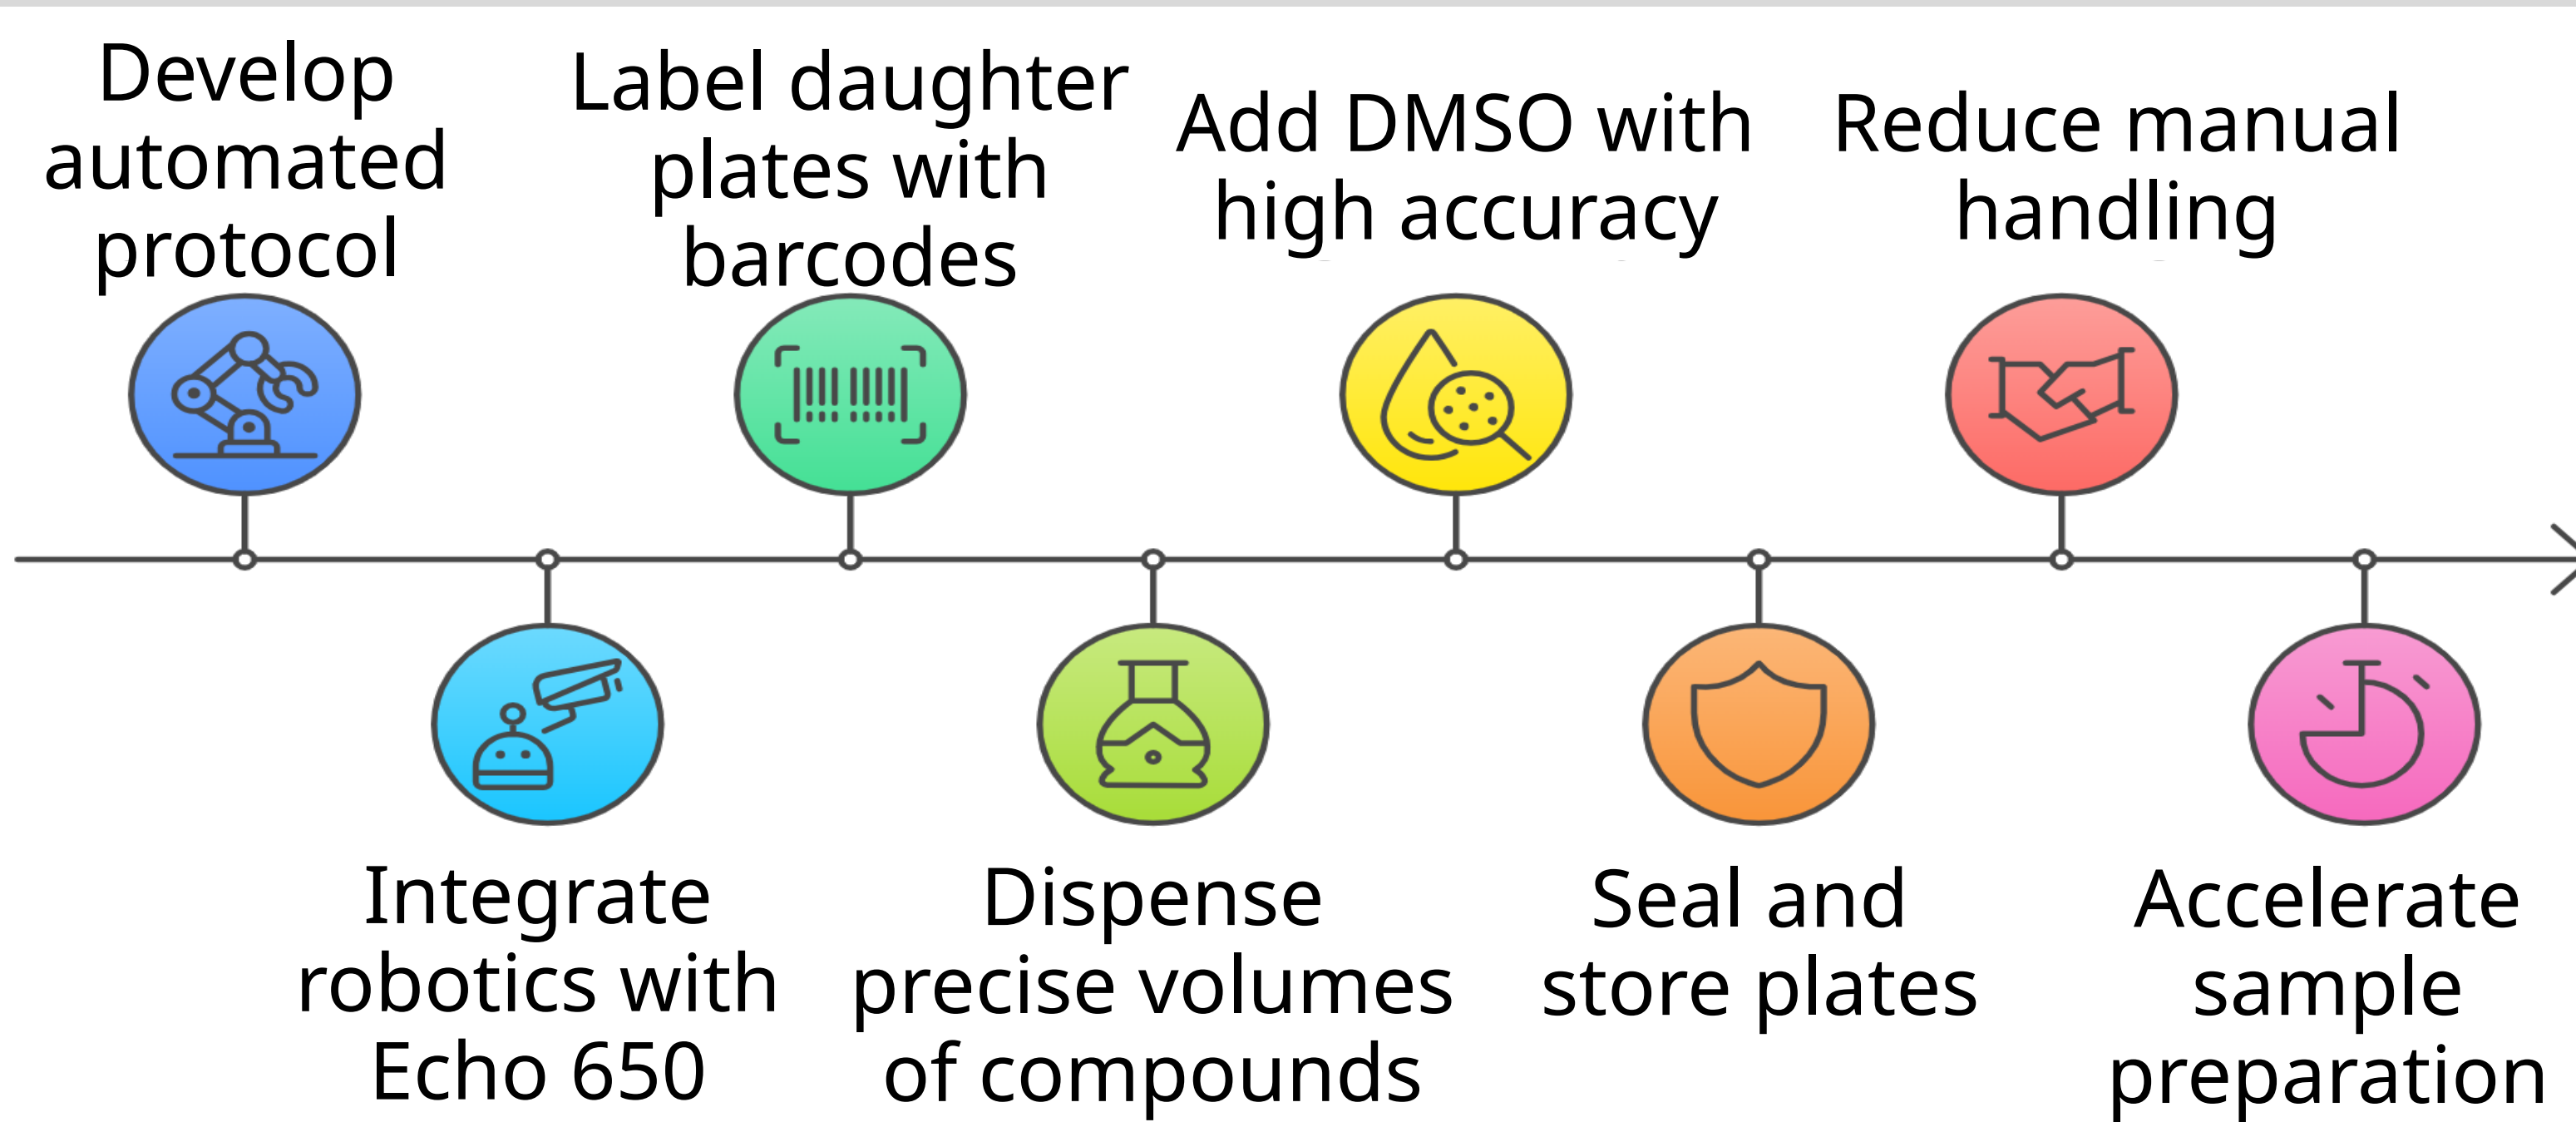 Develop
automated
protocol
Label daughter
plates with
barcodes
Add DMSO with
high accuracy
Reduce manual
handling
Integrate
robotics with
Echo 650
Dispense
precise volumes
of compounds
Seal and
store plates
Accelerate
sample
preparation